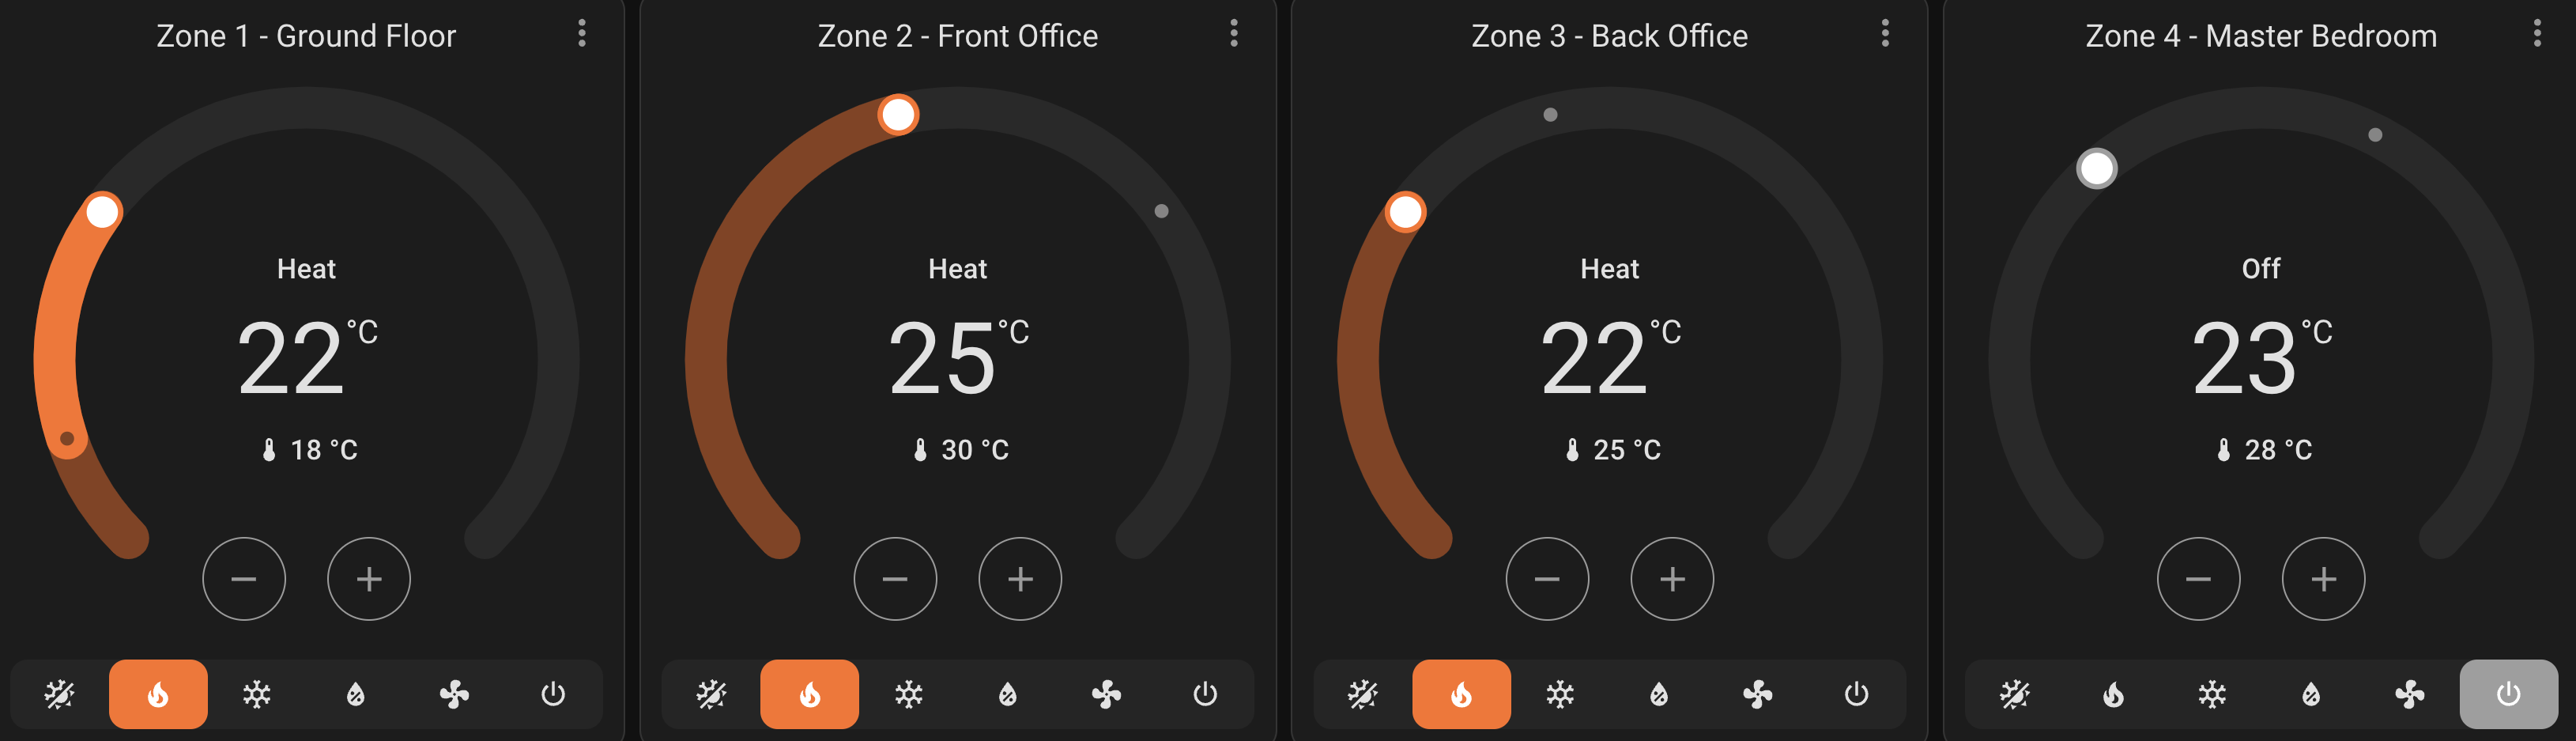 Zone 1 - Ground Floor
Heat
22 °C
18 °C
Zone 2 - Front Office
Heat
25 °C
30 °C
Zone 3 - Back Office
Heat
22 °C
25 °C
Zone 4 - Master Bedroom
Off
23 °C
28 °C